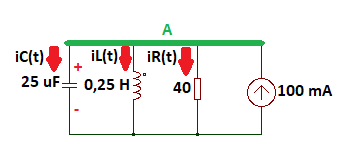 A
iC(t) iL(t) iR(t)
+
25 uF 0,25 H 40 100 mA
-